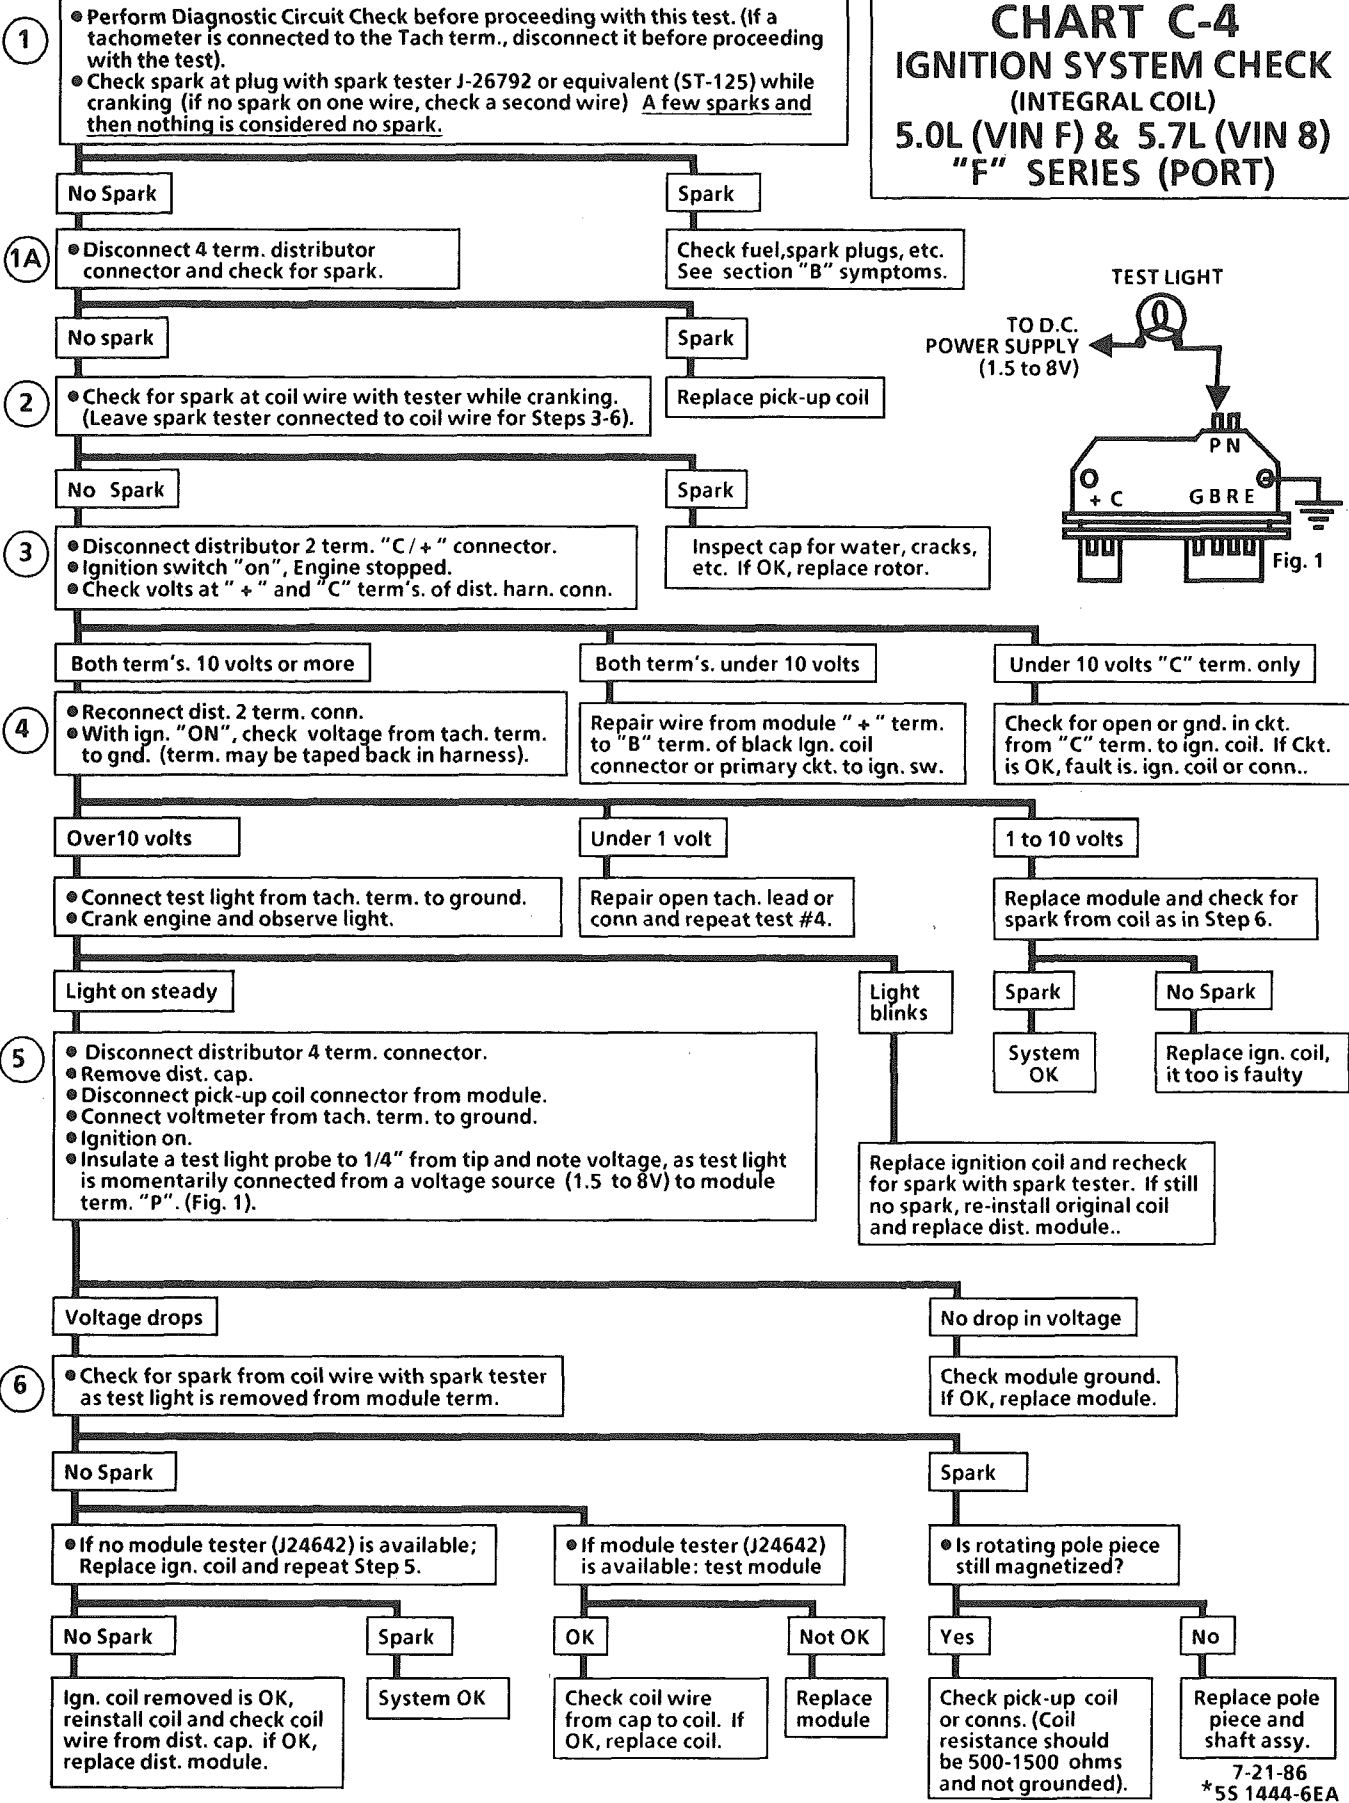 CHART C-4
IGNITION SYSTEM CHECK
(INTEGRAL COIL)
5.0L (VIN F) & 5.7L (VIN 8)
"F" SERIES (PORT)
1
● Perform Diagnostic Circuit Check before proceeding with this test. (If a
tachometer is connected to the Tach term., disconnect it before proceeding
with the test).
● Check spark at plug with spark tester J-26792 or equivalent (ST-125) while
cranking (if no spark on one wire, check a second wire) A few sparks and
then nothing is considered no spark.
No Spark
Spark
1A
● Disconnect 4 term. distributor
connector and check for spark.
Check fuel,spark plugs, etc.
See section "B" symptoms.
No spark
Spark
2
● Check for spark at coil wire with tester while cranking.
(Leave spark tester connected to coil wire for Steps 3-6).
Replace pick-up coil
TEST LIGHT
TO D.C.
POWER SUPPLY
(1.5 to 8V)
P N
+ C
G B R E
Fig. 1
No Spark
Spark
3
● Disconnect distributor 2 term. "C/+" connector.
● Ignition switch "on", Engine stopped.
● Check volts at "+" and "C" term's. of dist. harn. conn.
Inspect cap for water, cracks,
etc. If OK, replace rotor.
Both term's. 10 volts or more
Both term's. under 10 volts
Under 10 volts "C" term. only
4
● Reconnect dist. 2 term. conn.
● With ign. "ON", check voltage from tach. term.
to gnd. (term. may be taped back in harness).
Repair wire from module "+" term.
to "B" term. of black Ign. coil
connector or primary ckt. to ign. sw.
Check for open or gnd. in ckt.
from "C" term. to ign. coil. If Ckt.
is OK, fault is. ign. coil or conn..
Over10 volts
Under 1 volt
1 to 10 volts
● Connect test light from tach. term. to ground.
● Crank engine and observe light.
Repair open tach. lead or
conn and repeat test #4.
Replace module and check for
spark from coil as in Step 6.
Light on steady
Light
blinks
Spark
No Spark
System
OK
Replace ign. coil,
it too is faulty
5
● Disconnect distributor 4 term. connector.
● Remove dist. cap.
● Disconnect pick-up coil connector from module.
● Connect voltmeter from tach. term. to ground.
● Ignition on.
● Insulate a test light probe to 1/4" from tip and note voltage, as test light
is momentarily connected from a voltage source (1.5 to 8V) to module
term. "P". (Fig. 1).
Replace ignition coil and recheck
for spark with spark tester. If still
no spark, re-install original coil
and replace dist. module..
Voltage drops
No drop in voltage
6
● Check for spark from coil wire with spark tester
as test light is removed from module term.
Check module ground.
If OK, replace module.
No Spark
Spark
● If no module tester (J24642) is available;
Replace ign. coil and repeat Step 5.
● If module tester (J24642)
is available: test module
● Is rotating pole piece
still magnetized?
No Spark
Spark
OK
Not OK
Yes
No
Ign. coil removed is OK,
reinstall coil and check coil
wire from dist. cap. if OK,
replace dist. module.
System OK
Check coil wire
from cap to coil. If
OK, replace coil.
Replace
module
Check pick-up coil
or conns. (Coil
resistance should
be 500-1500 ohms
and not grounded).
Replace pole
piece and
shaft assy.
7-21-86
*5S 1444-6EA